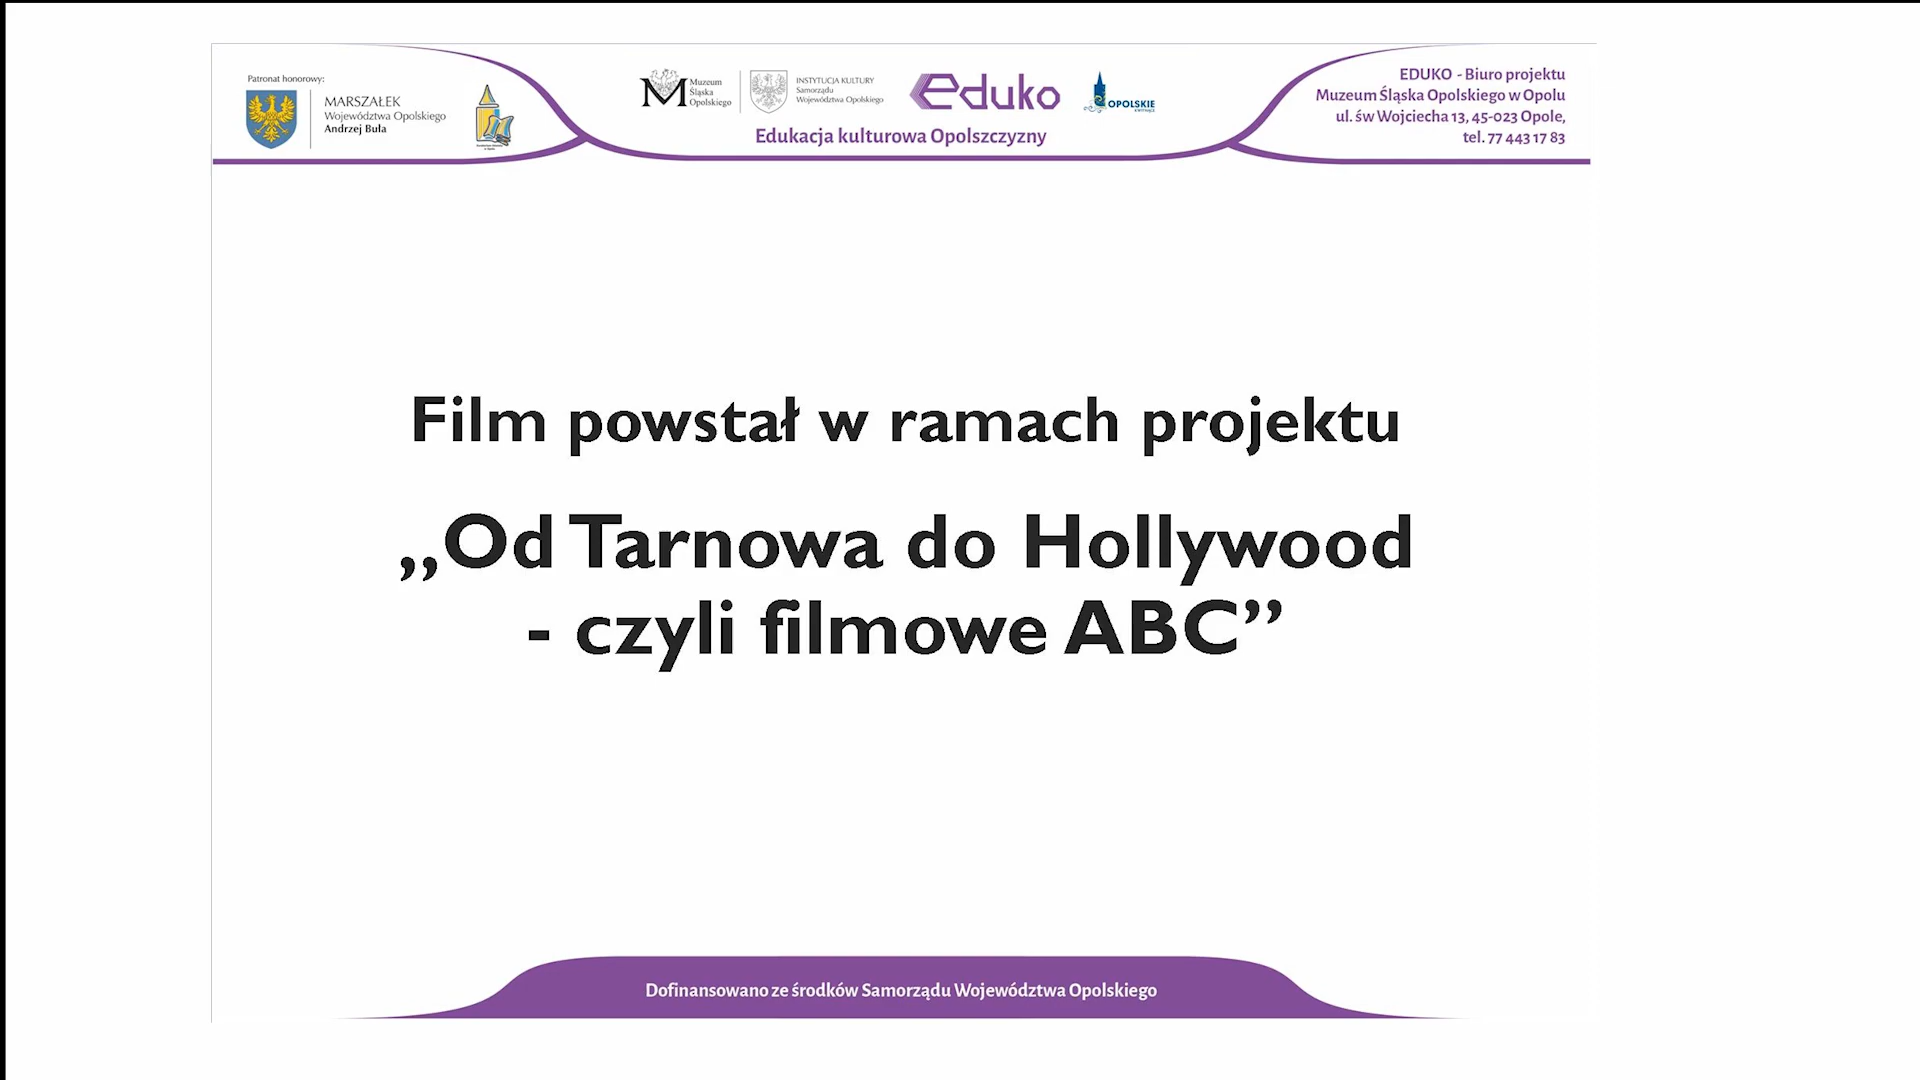 Patronat honorowy:
MARSZAŁEK
Województwa Opolskiego
Andrzej Buła
Muzeum
Śląska
Opolskiego
INSTYTUCJA KULTURY
Samorządu
Województwa Opolskiego
eduko
OPOLSKIE
Edukacja kulturowa Opolszczyzny
EDUKO - Biuro projektu
Muzeum Śląska Opolskiego w Opolu
ul. św Wojciecha 13, 45-023 Opole,
tel. 77 443 17 83
Film powstał w ramach projektu
„Od Tarnowa do Hollywood
- czyli filmowe ABC”
Dofinansowano ze środków Samorządu Województwa Opolskiego